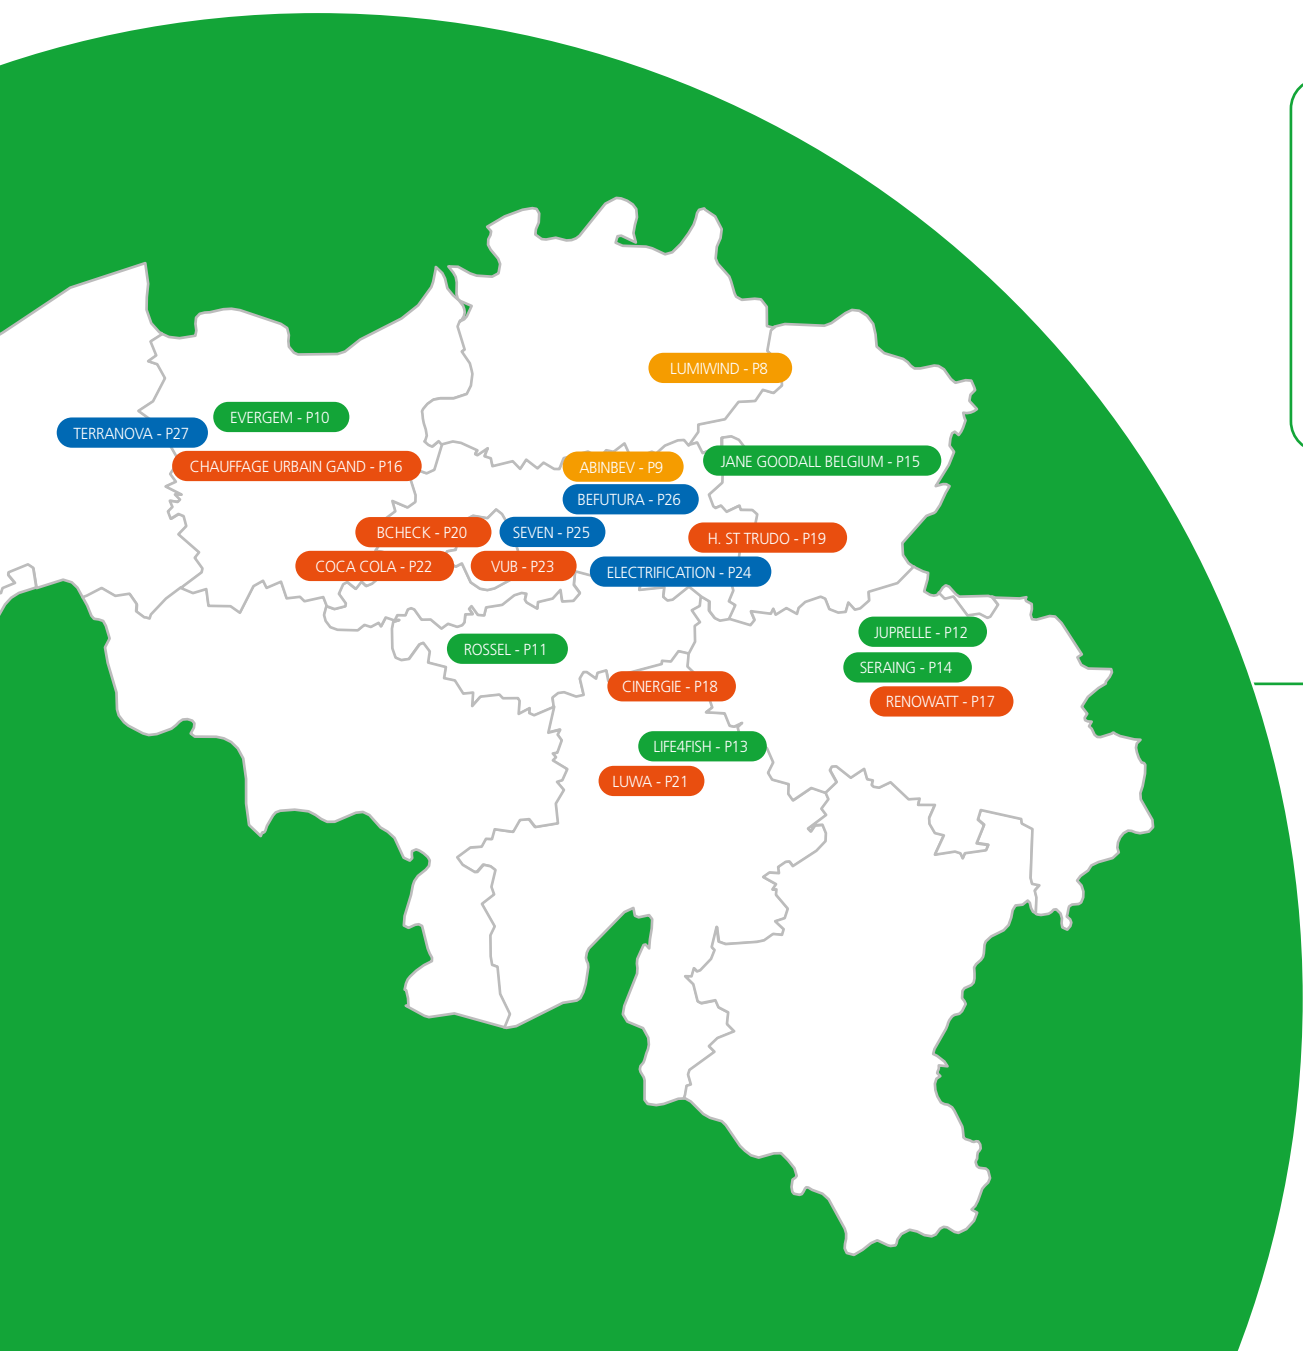 LUMIWIND - P8
EVERGEM - P10
TERRANOVA - P27
CHAUFFAGE URBAIN GAND - P16
ABINBEV - P9
JANE GOODALL BELGIUM - P15
BEFUTURA - P26
BCHECK - P20
SEVEN - P25
H. ST TRUDO - P19
COCA COLA - P22
VUB - P23
ELECTRIFICATION - P24
JUPRELLE - P12
ROSSEL - P11
SERAING - P14
CINERGIE - P18
RENOWATT - P17
LIFE4FISH - P13
LUWA - P21